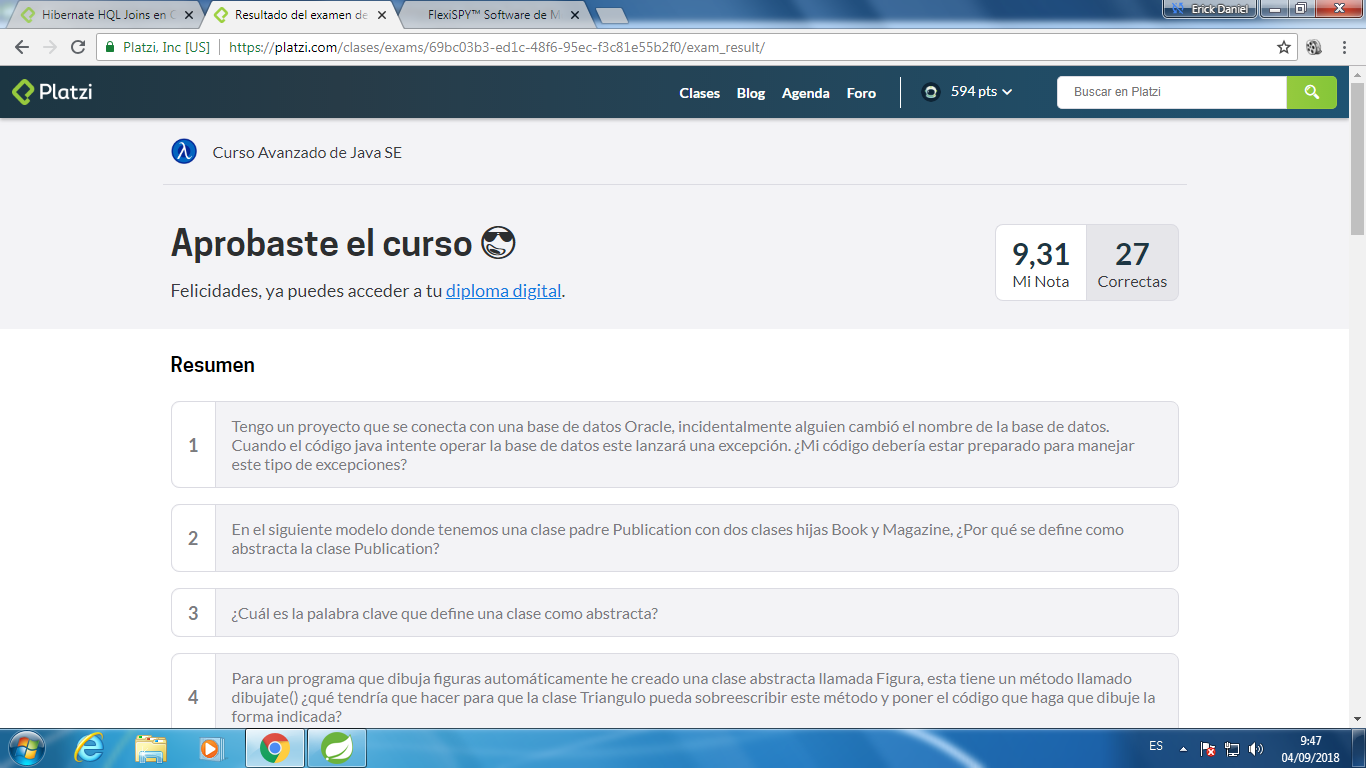 Hibernate HQL Joins en C
Resultado del examen de
FlexiSPY™ Software de M
Erick Daniel
Platzi, Inc [US]
https://platzi.com/clases/exams/69bc03b3-ed1c-48f6-95ec-f3c81e55b2f0/exam_result/
Platzi
Clases Blog Agenda Foro
594 pts
Buscar en Platzi
Curso Avanzado de Java SE
Aprobaste el curso
9,31
Mi Nota
27
Correctas
Felicidades, ya puedes acceder a tu diploma digital.
Resumen
1
Tengo un proyecto que se conecta con una base de datos Oracle, incidentalmente alguien cambió el nombre de la base de datos.
Cuando el código java intente operar la base de datos este lanzará una excepción. ¿Mi código debería estar preparado para manejar
este tipo de excepciones?
2
En el siguiente modelo donde tenemos una clase padre Publication con dos clases hijas Book y Magazine, ¿Por qué se define como
abstracta la clase Publication?
3
¿Cuál es la palabra clave que define una clase como abstracta?
4
Para un programa que dibuja figuras automáticamente he creado una clase abstracta llamada Figura, esta tiene un método llamado
dibujate() ¿qué tendría que hacer para que la clase Triangulo pueda sobreescribir este método y poner el código que haga que dibuje la
forma indicada?
ES
9:47
04/09/2018